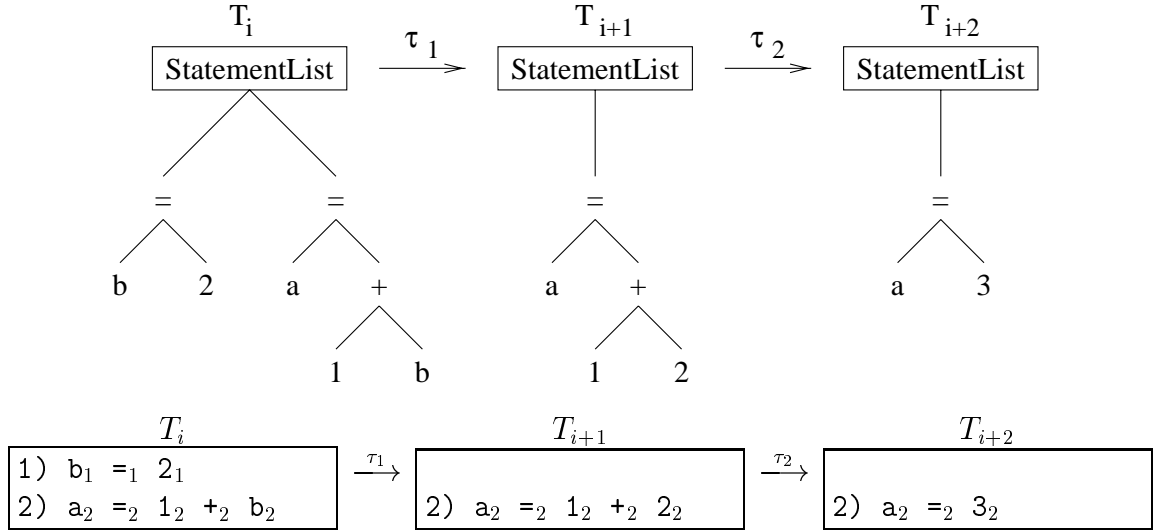 T_i T_{i+1} T_{i+2}
τ_1 τ_2
StatementList StatementList StatementList
= = = =
b 2 a + a + a 3
1 b 1 2
T_i T_{i+1} T_{i+2}
τ_1 τ_2
1) b_1 =_1 2_1
2) a_2 =_2 1_2 +_2 b_2 2) a_2 =_2 1_2 +_2 2_2 2) a_2 =_2 3_2